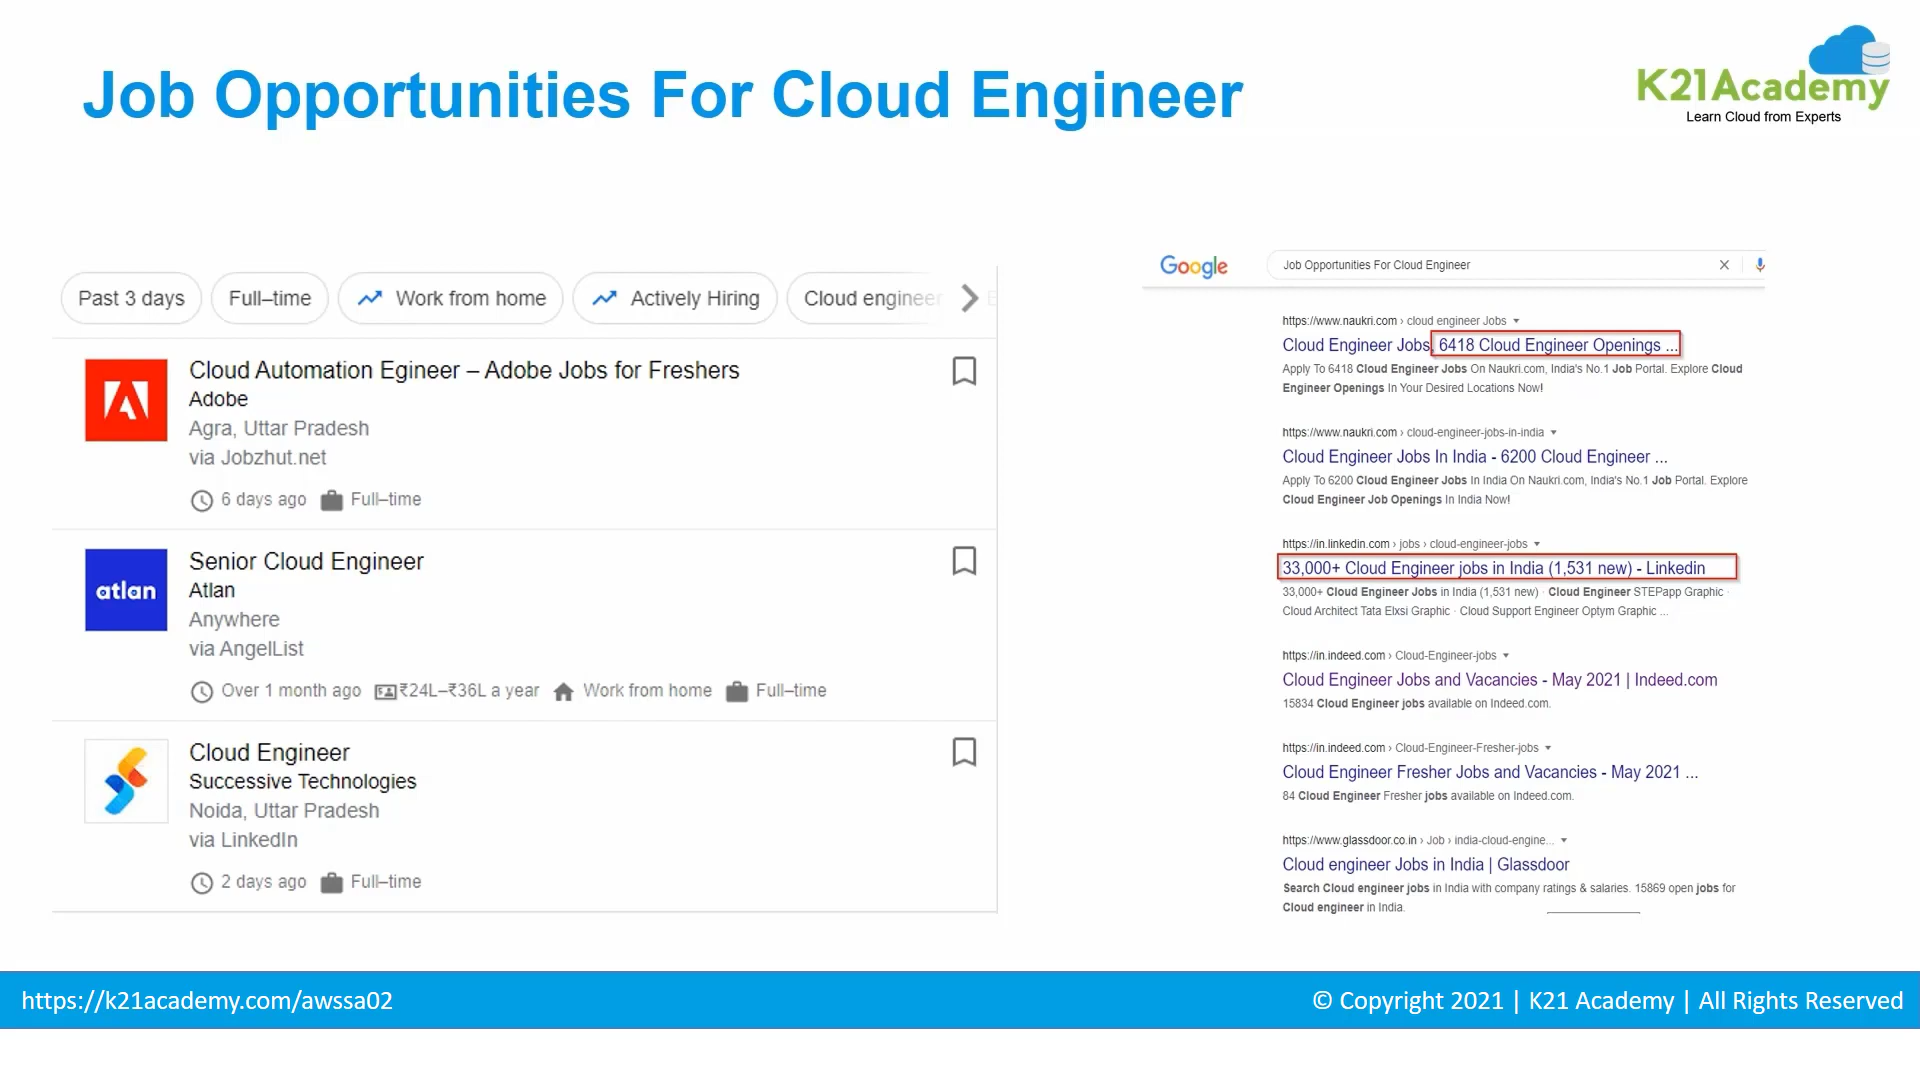 Job Opportunities For Cloud Engineer
K21Academy
Learn Cloud from Experts
Past 3 days
Full–time
Work from home
Actively Hiring
Cloud engineer
Cloud Automation Egineer – Adobe Jobs for Freshers
Adobe
Agra, Uttar Pradesh
via Jobzhut.net
6 days ago Full–time
atlan
Senior Cloud Engineer
Atlan
Anywhere
via AngelList
Over 1 month ago ₹24L–₹36L a year Work from home Full–time
Cloud Engineer
Successive Technologies
Noida, Uttar Pradesh
via LinkedIn
2 days ago Full–time
Google
Job Opportunities For Cloud Engineer
https://www.naukri.com › cloud engineer Jobs
Cloud Engineer Jobs, 6418 Cloud Engineer Openings ...
Apply To 6418 Cloud Engineer Jobs On Naukri.com, India's No.1 Job Portal. Explore Cloud
Engineer Openings In Your Desired Locations Now!
https://www.naukri.com › cloud-engineer-jobs-in-india
Cloud Engineer Jobs In India - 6200 Cloud Engineer ...
Apply To 6200 Cloud Engineer Jobs In India On Naukri.com, India's No.1 Job Portal. Explore
Cloud Engineer Job Openings In India Now!
https://in.linkedin.com › jobs › cloud-engineer-jobs
33,000+ Cloud Engineer jobs in India (1,531 new) - Linkedin
33,000+ Cloud Engineer Jobs in India (1,531 new) · Cloud Engineer STEPapp Graphic ·
Cloud Architect Tata Elxsi Graphic · Cloud Support Engineer Optym Graphic ...
https://in.indeed.com › Cloud-Engineer-jobs
Cloud Engineer Jobs and Vacancies - May 2021 | Indeed.com
15834 Cloud Engineer jobs available on Indeed.com.
https://in.indeed.com › Cloud-Engineer-Fresher-jobs
Cloud Engineer Fresher Jobs and Vacancies - May 2021 ...
84 Cloud Engineer Fresher jobs available on Indeed.com.
https://www.glassdoor.co.in › Job › india-cloud-engine...
Cloud engineer Jobs in India | Glassdoor
Search Cloud engineer jobs in India with company ratings & salaries. 15869 open jobs for
Cloud engineer in India.
https://k21academy.com/awssa02
© Copyright 2021 | K21 Academy | All Rights Reserved